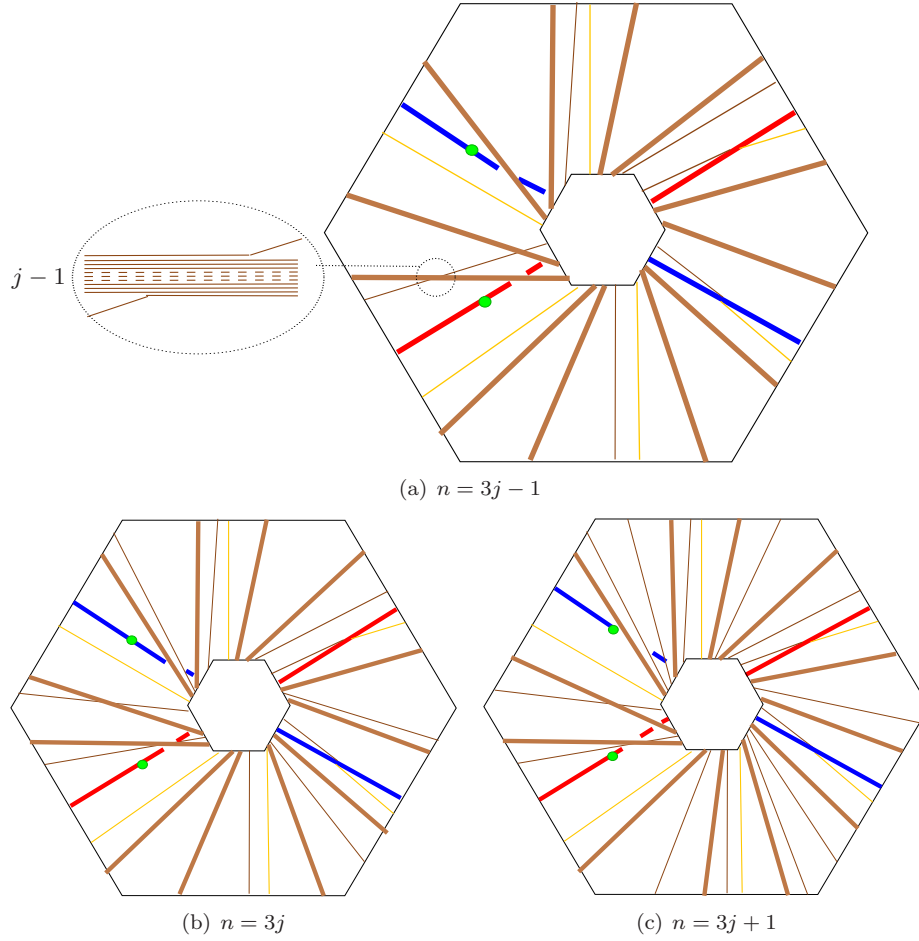 j − 1
(a) n = 3j − 1
(b) n = 3j
(c) n = 3j + 1